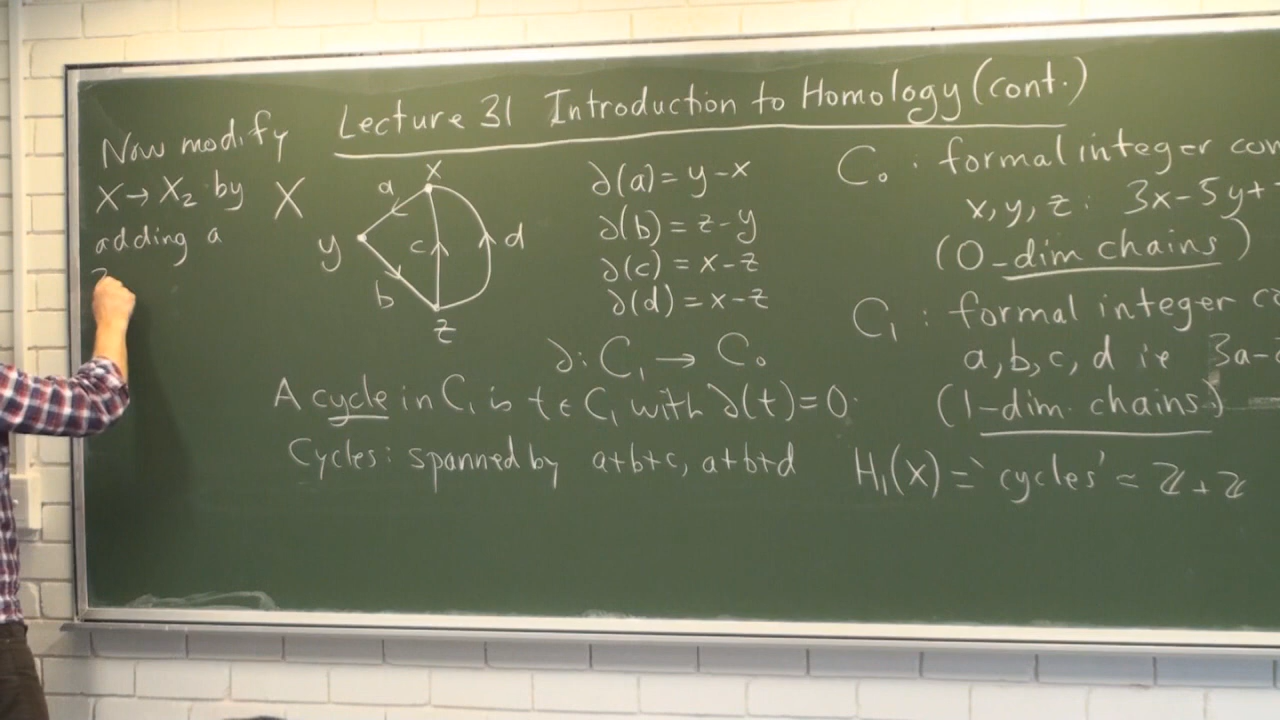 Lecture 31 Introduction to Homology (cont.)
Now modify
X → X₂ by
adding a
X
x
a
y
c
d
b
z
∂(a) = y - x
∂(b) = z - y
∂(c) = x - z
∂(d) = x - z
∂: C₁ → C₀
A cycle in C₁ is t ∈ C₁ with ∂(t) = 0.
Cycles: spanned by a+b+c, a+b+d
C₀ : formal integer com
x, y, z : 3x - 5y +
(0-dim chains)
C₁ : formal integer co
a, b, c, d ie 3a -
(1-dim. chains.)
H₁(X) = 'cycles' ≃ ℤ + ℤ